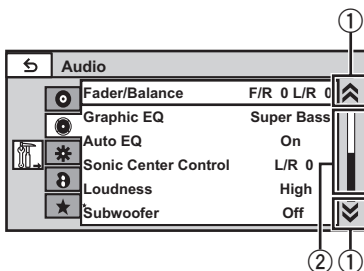 ①
Audio
Fader/Balance F/R 0 L/R 0
Graphic EQ Super Bass
Auto EQ On
Sonic Center Control L/R 0
Loudness High
Subwoofer Off
② ①